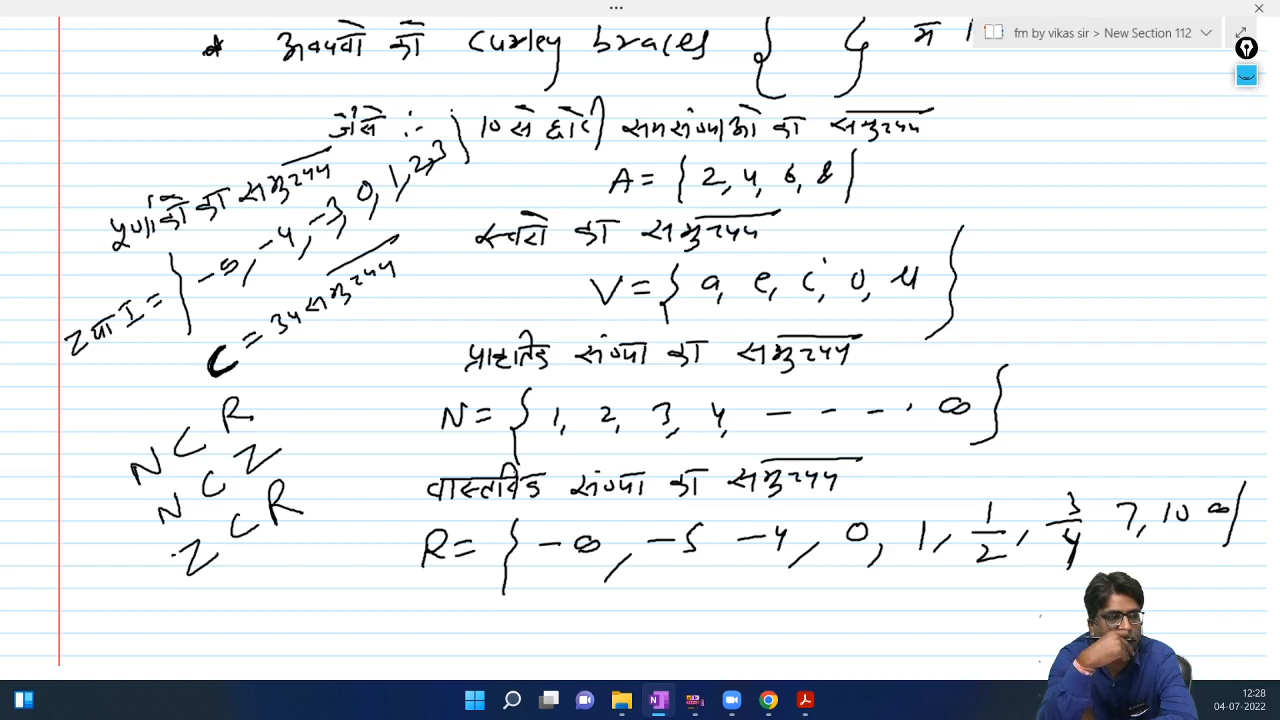 * अवयवो को Curley braces { } में
fm by vikas sir > New Section 112
जैसे :- 10 से छोटी समसंख्याओ का समुच्चय
A = { 2, 4, 6, 8 }
स्वरो का समुच्चय
V = { a, e, i, o, u }
प्राकृतिक संख्या का समुच्चय
N = { 1, 2, 3, 4, - - - . ∞ }
वास्तविक संख्या का समुच्चय
R = { -∞, -5 -4, 0, 1, 1/2, 3/4 7, 10 ∞ }
पूर्णांको का समुच्चय
Z या I = { -∞, -4, -3, 0, 1, 2, 3 }
⊂ = उपसमुच्चय
N ⊂ R
N ⊂ Z
Z ⊂ R
12:28
04-07-2022